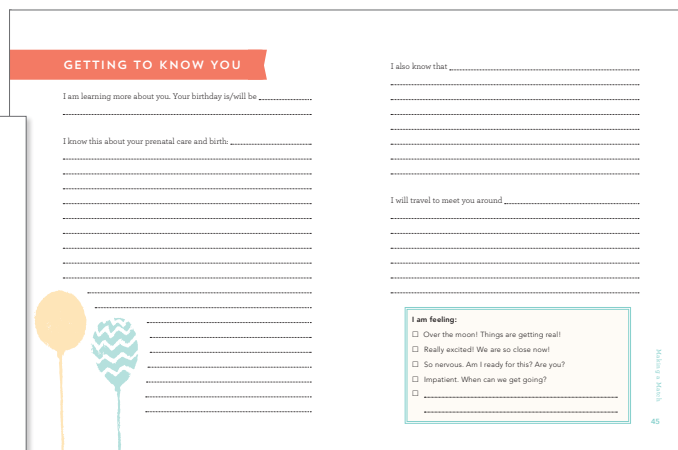 GETTING TO KNOW YOU
I am learning more about you. Your birthday is/will be
I know this about your prenatal care and birth:
I also know that
I will travel to meet you around
I am feeling:
Over the moon! Things are getting real!
Really excited! We are so close now!
So nervous. Am I ready for this? Are you?
Impatient. When can we get going?
Making a Match
45